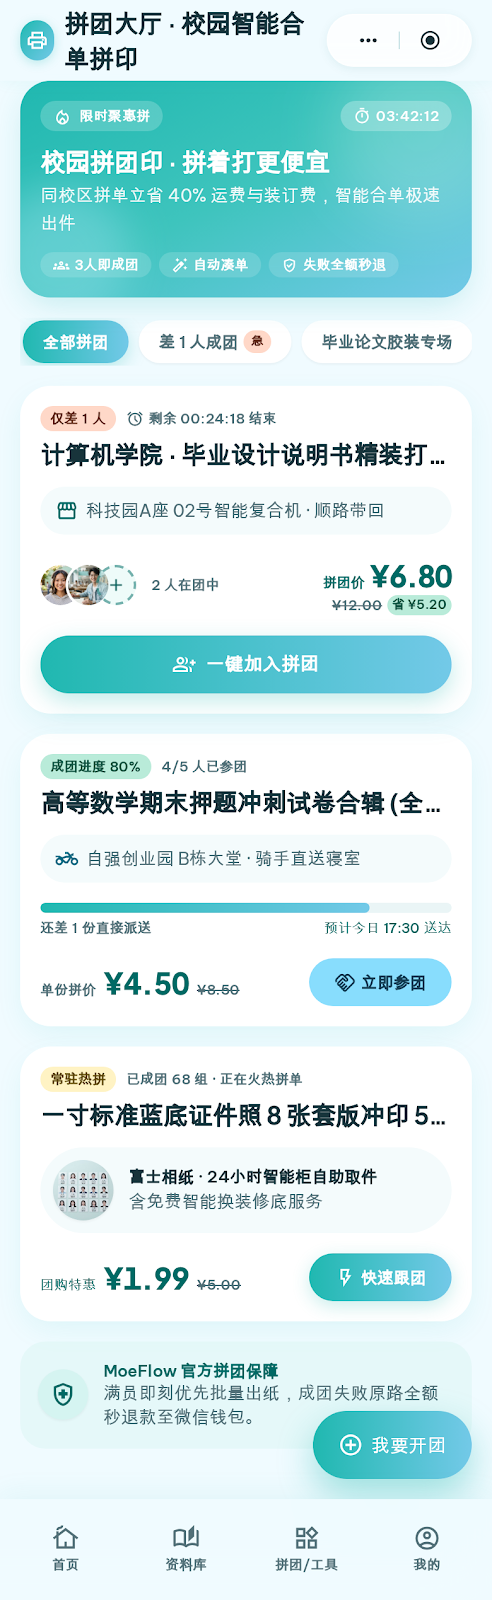 拼团大厅 · 校园智能合
单拼印
限时聚惠拼
03:42:12
校园拼团印 · 拼着打更便宜
同校区拼单立省 40% 运费与装订费，智能合单极速
出件
3人即成团
自动凑单
失败全额秒退
全部拼团
差 1 人成团 急
毕业论文胶装专场
仅差 1 人
剩余 00:24:18 结束
计算机学院 · 毕业设计说明书精装打...
科技园A座 02号智能复合机 · 顺路带回
2 人在团中
拼团价 ¥6.80
¥12.00 省 ¥5.20
一键加入拼团
成团进度 80%
4/5 人已参团
高等数学期末押题冲刺试卷合辑 (全...
自强创业园 B栋大堂 · 骑手直送寝室
还差 1 份直接派送
预计今日 17:30 送达
单份拼价 ¥4.50 ¥8.50
立即参团
常驻热拼
已成团 68 组 · 正在火热拼单
一寸标准蓝底证件照 8 张套版冲印 5...
富士相纸 · 24小时智能柜自助取件
含免费智能换装修底服务
团购特惠 ¥1.99 ¥5.00
快速跟团
MoeFlow 官方拼团保障
满员即刻优先批量出纸，成团失败原路全额
秒退款至微信钱包。
我要开团
首页
资料库
拼团/工具
我的